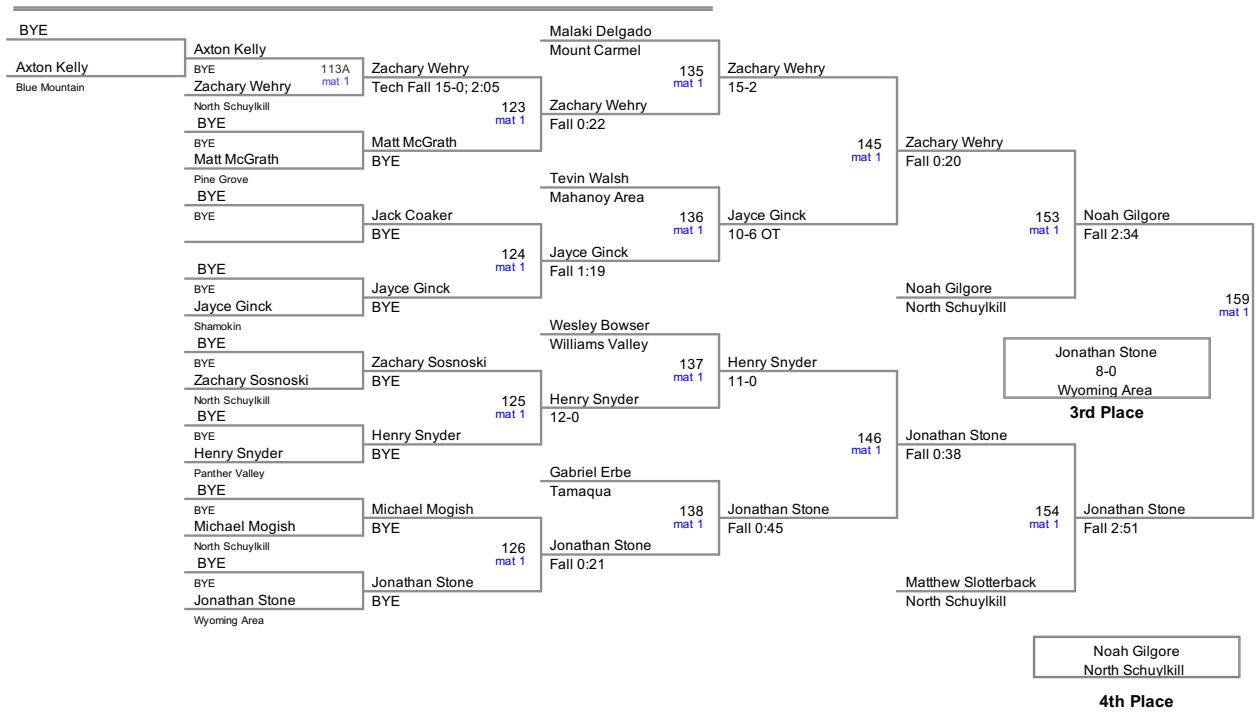 BYE
Axton Kelly
Blue Mountain
Axton Kelly
BYE
113A
mat 1
Zachary Wehry
North Schuylkill
BYE
BYE
Matt McGrath
Pine Grove
BYE
BYE
BYE
BYE
Jayce Ginck
Shamokin
BYE
BYE
Zachary Sosnoski
North Schuylkill
BYE
BYE
Henry Snyder
Panther Valley
BYE
BYE
Michael Mogish
North Schuylkill
BYE
BYE
Jonathan Stone
Wyoming Area
Zachary Wehry
Tech Fall 15-0; 2:05
123
mat 1
Matt McGrath
BYE
Jack Coaker
BYE
124
mat 1
Jayce Ginck
BYE
Zachary Sosnoski
BYE
125
mat 1
Henry Snyder
BYE
Michael Mogish
BYE
126
mat 1
Jonathan Stone
BYE
Malaki Delgado
Mount Carmel
135
mat 1
Zachary Wehry
Fall 0:22
Tevin Walsh
Mahanoy Area
136
mat 1
Jayce Ginck
Fall 1:19
Wesley Bowser
Williams Valley
137
mat 1
Henry Snyder
12-0
Gabriel Erbe
Tamaqua
138
mat 1
Jonathan Stone
Fall 0:21
Zachary Wehry
15-2
145
mat 1
Jayce Ginck
10-6 OT
Henry Snyder
11-0
146
mat 1
Jonathan Stone
Fall 0:45
Zachary Wehry
Fall 0:20
153
mat 1
Noah Gilgore
North Schuylkill
Jonathan Stone
Fall 0:38
154
mat 1
Matthew Slotterback
North Schuylkill
Noah Gilgore
Fall 2:34
159
mat 1
Jonathan Stone
Fall 2:51
Jonathan Stone
8-0
Wyoming Area
3rd Place
Noah Gilgore
North Schuylkill
4th Place